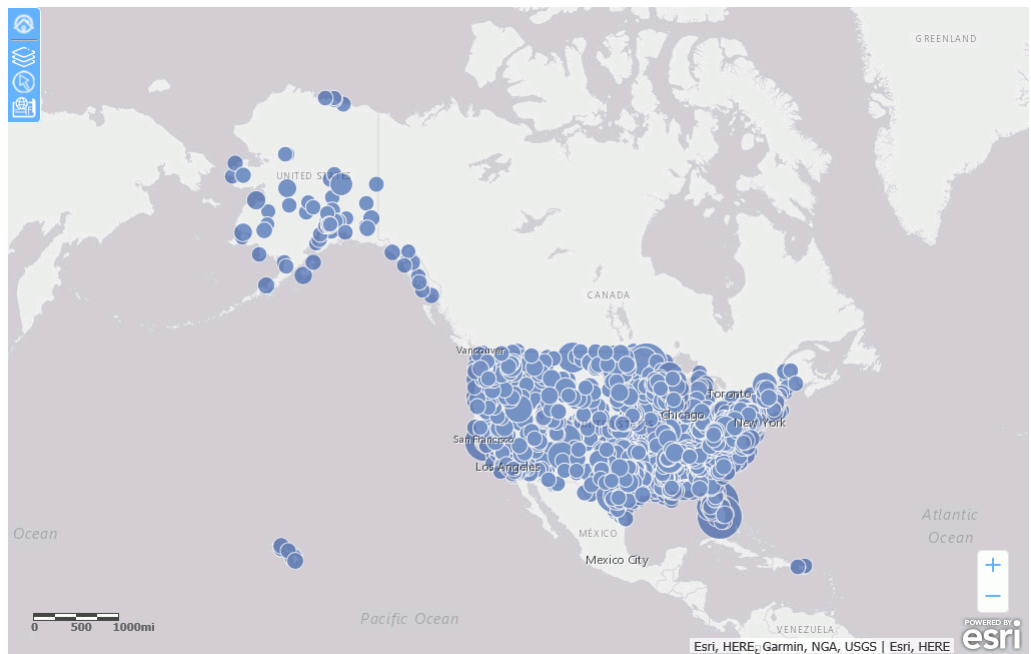 GREENLAND
UNITED STATES
CANADA
Vancouver
Toronto
Chicago
New York
San Francisco
Los Angeles
Atlantic
Ocean
Ocean
MÉXICO
Mexico City
Pacific Ocean
0 500 1000mi
VENEZUELA
+
−
POWERED BY
esri
Esri, HERE, Garmin, NGA, USGS | Esri, HERE